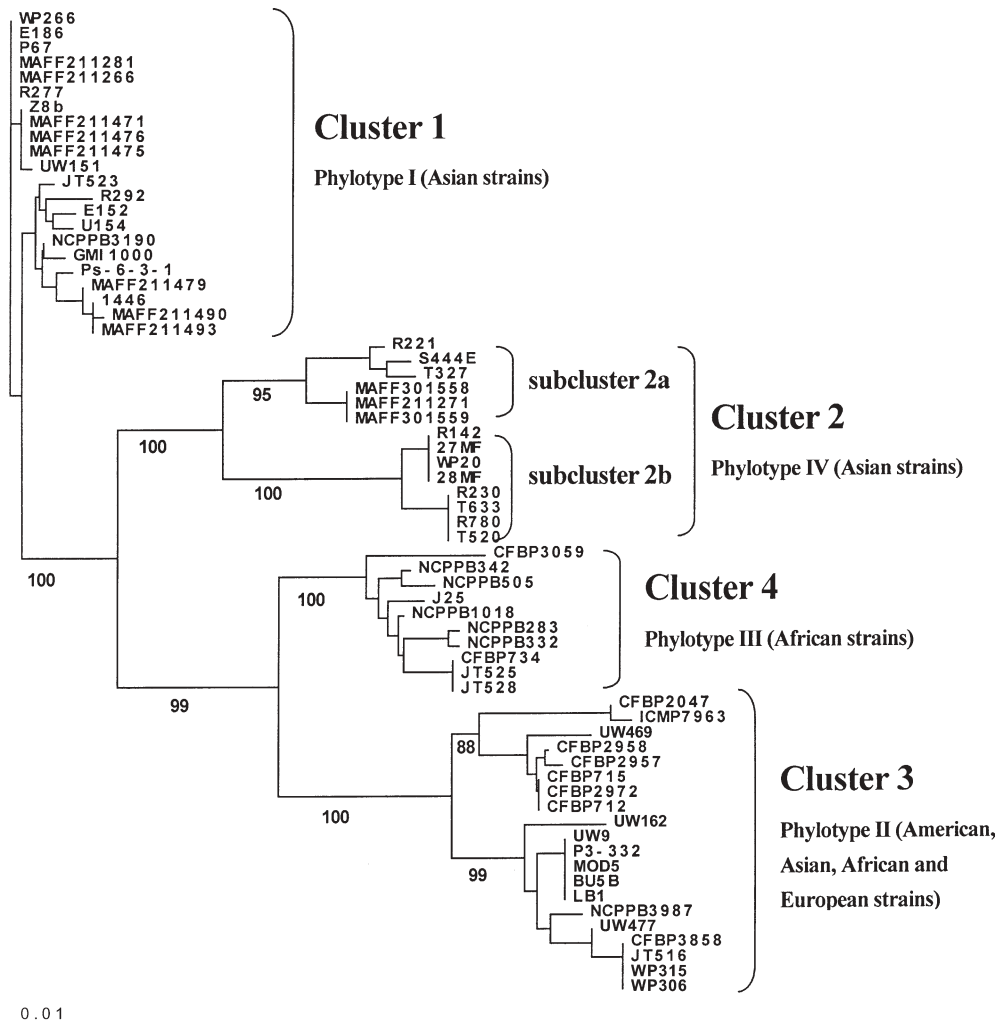 WP266
E186
P67
MAFF211281
MAFF211266
R277
Z8b
MAFF211471
MAFF211476
MAFF211475
UW151
JT523
R292
E152
U154
NCPPB3190
GMI1000
Ps-6-3-1
MAFF211479
1446
MAFF211490
MAFF211493
Cluster 1
Phylotype I (Asian strains)
R221
S444E
T327
MAFF301558
MAFF211271
MAFF301559
R142
27MF
WP20
28MF
R230
T633
R780
T520
95
100
100
subcluster 2a
subcluster 2b
Cluster 2
Phylotype IV (Asian strains)
100
CFBP3059
NCPPB342
NCPPB505
J25
NCPPB1018
NCPPB283
NCPPB332
CFBP734
JT525
JT528
100
99
Cluster 4
Phylotype III (African strains)
CFBP2047
ICMP7963
UW469
CFBP2958
CFBP2957
CFBP715
CFBP2972
CFBP712
UW162
UW9
P3-332
MOD5
BU5B
LB1
NCPPB3987
UW477
CFBP3858
JT516
WP315
WP306
88
100
99
Cluster 3
Phylotype II (American,
Asian, African and
European strains)
0.01